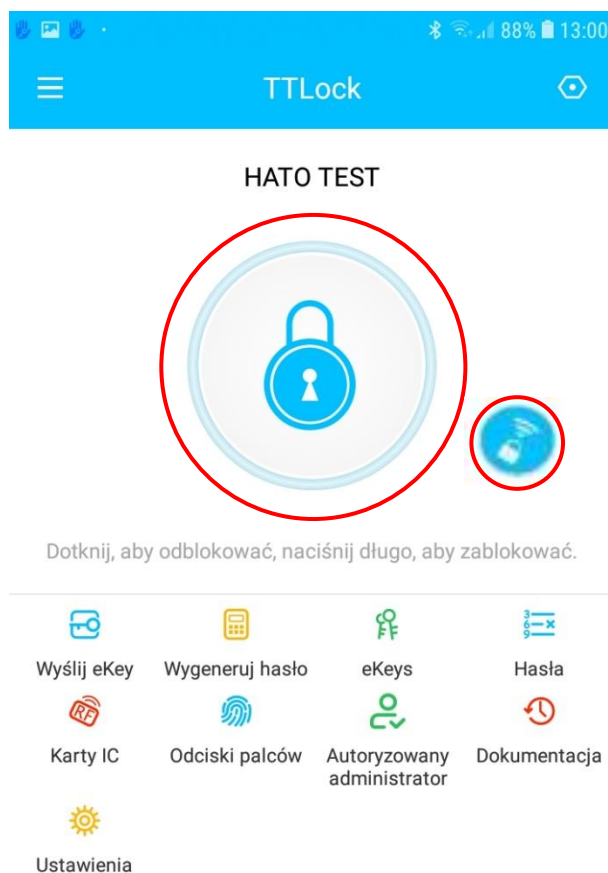 88% 13:00
TTLock
HATO TEST
Dotknij, aby odblokować, naciśnij długo, aby zablokować.
Wyślij eKey Wygeneruj hasło eKeys Hasła
RF
Karty IC Odciski palców Autoryzowany administrator Dokumentacja
Ustawienia